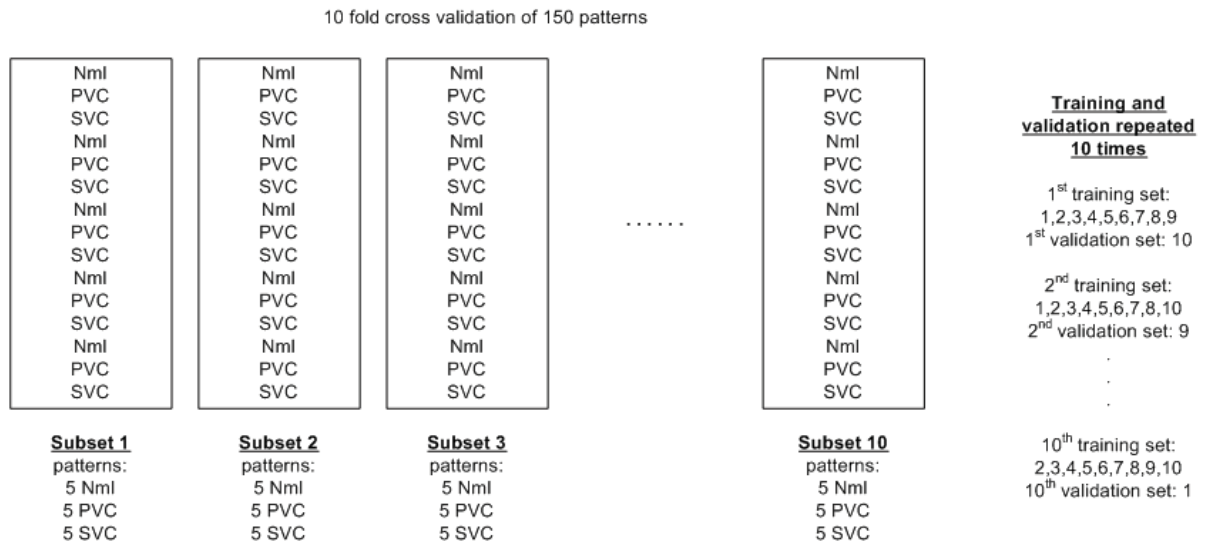 10 fold cross validation of 150 patterns
Nml
PVC
SVC
Nml
PVC
SVC
Nml
PVC
SVC
Nml
PVC
SVC
Nml
PVC
SVC
Subset 1
patterns:
5 Nml
5 PVC
5 SVC
Nml
PVC
SVC
Nml
PVC
SVC
Nml
PVC
SVC
Nml
PVC
SVC
Nml
PVC
SVC
Subset 2
patterns:
5 Nml
5 PVC
5 SVC
Nml
PVC
SVC
Nml
PVC
SVC
Nml
PVC
SVC
Nml
PVC
SVC
Nml
PVC
SVC
Subset 3
patterns:
5 Nml
5 PVC
5 SVC
......
Nml
PVC
SVC
Nml
PVC
SVC
Nml
PVC
SVC
Nml
PVC
SVC
Nml
PVC
SVC
Subset 10
patterns:
5 Nml
5 PVC
5 SVC
Training and
validation repeated
10 times
1st training set:
1,2,3,4,5,6,7,8,9
1st validation set: 10
2nd training set:
1,2,3,4,5,6,7,8,10
2nd validation set: 9
.
.
.
10th training set:
2,3,4,5,6,7,8,9,10
10th validation set: 1